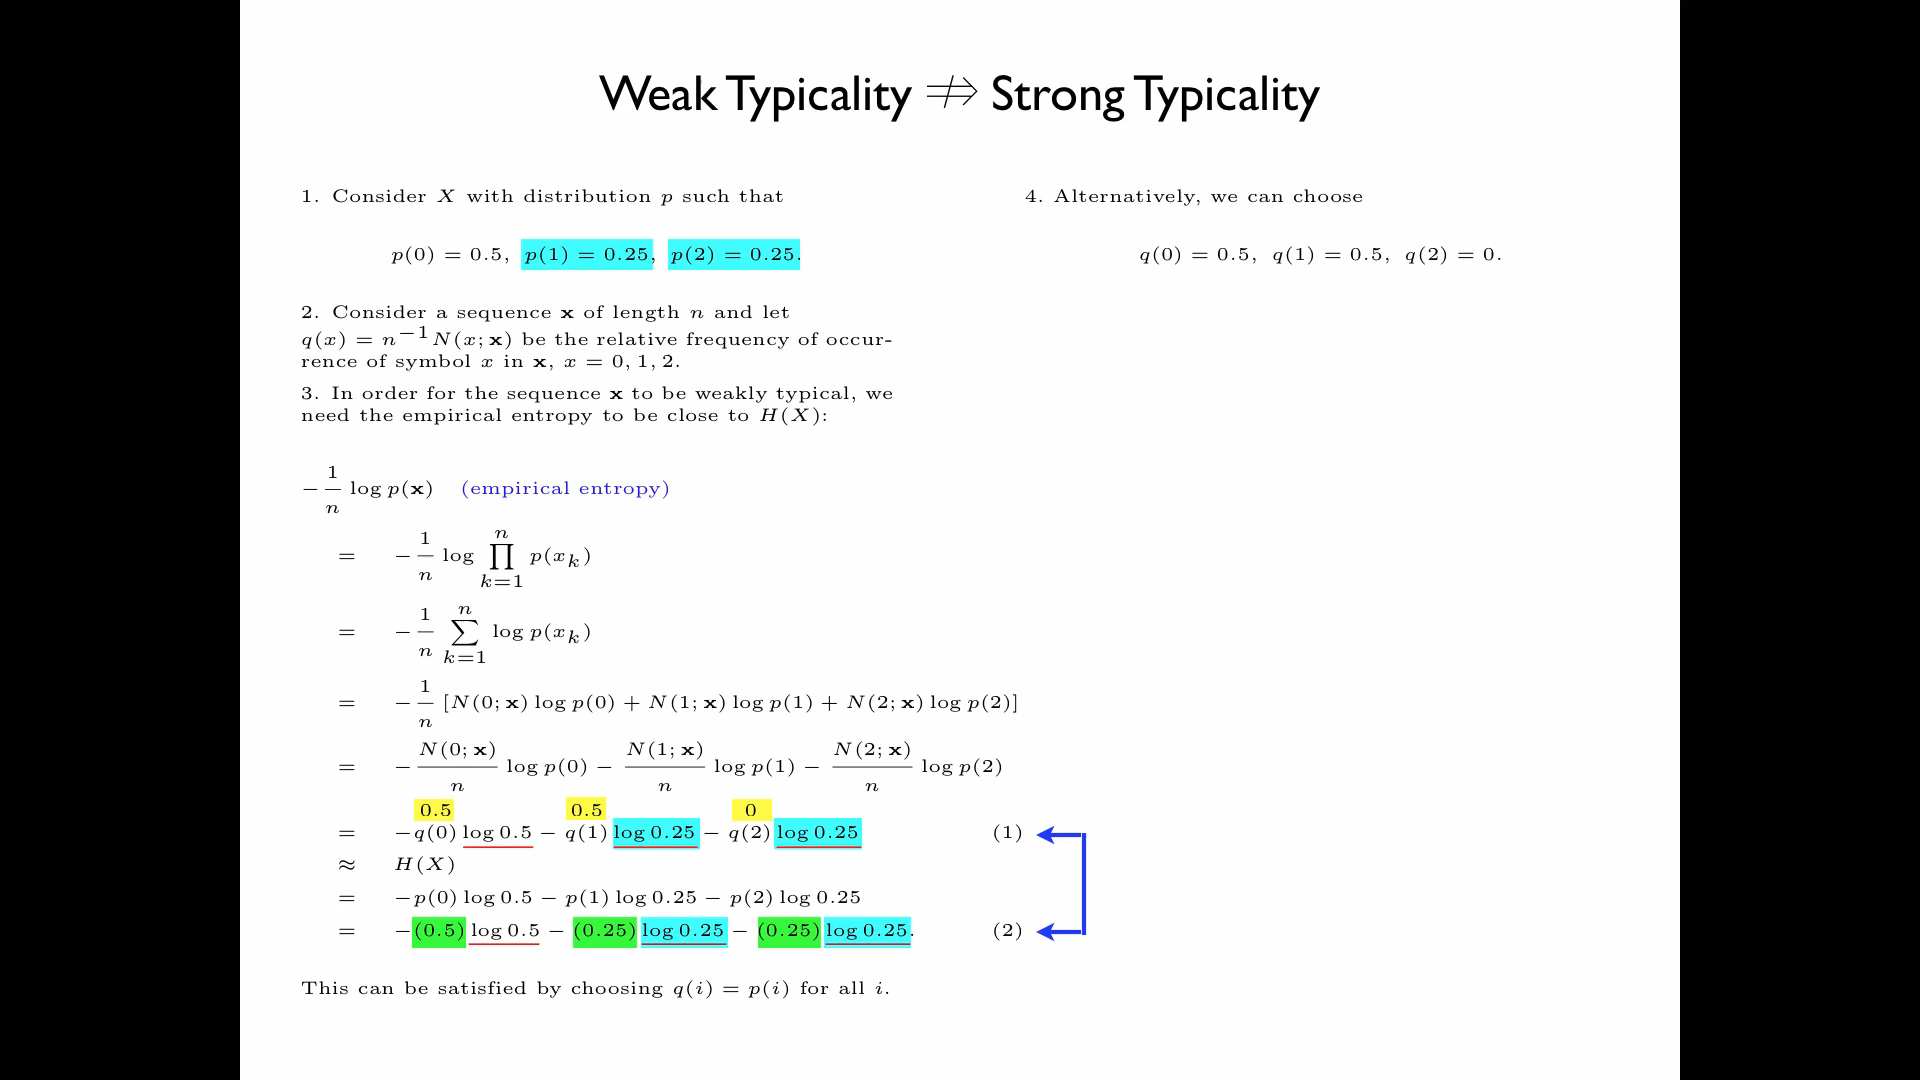 Weak Typicality ⇏ Strong Typicality
1. Consider X with distribution p such that
p(0) = 0.5, p(1) = 0.25, p(2) = 0.25.
2. Consider a sequence x of length n and let
q(x) = n⁻¹N(x; x) be the relative frequency of occur-
rence of symbol x in x, x = 0, 1, 2.
3. In order for the sequence x to be weakly typical, we
need the empirical entropy to be close to H(X):
−1/n log p(x) (empirical entropy)
= −1/n log ∏_{k=1}^{n} p(x_k)
= −1/n ∑_{k=1}^{n} log p(x_k)
= −1/n [N(0; x) log p(0) + N(1; x) log p(1) + N(2; x) log p(2)]
= −N(0; x)/n log p(0) − N(1; x)/n log p(1) − N(2; x)/n log p(2)
0.5 0.5 0
= −q(0) log 0.5 − q(1) log 0.25 − q(2) log 0.25 (1)
≈ H(X)
= −p(0) log 0.5 − p(1) log 0.25 − p(2) log 0.25
= −(0.5) log 0.5 − (0.25) log 0.25 − (0.25) log 0.25. (2)
This can be satisfied by choosing q(i) = p(i) for all i.
4. Alternatively, we can choose
q(0) = 0.5, q(1) = 0.5, q(2) = 0.